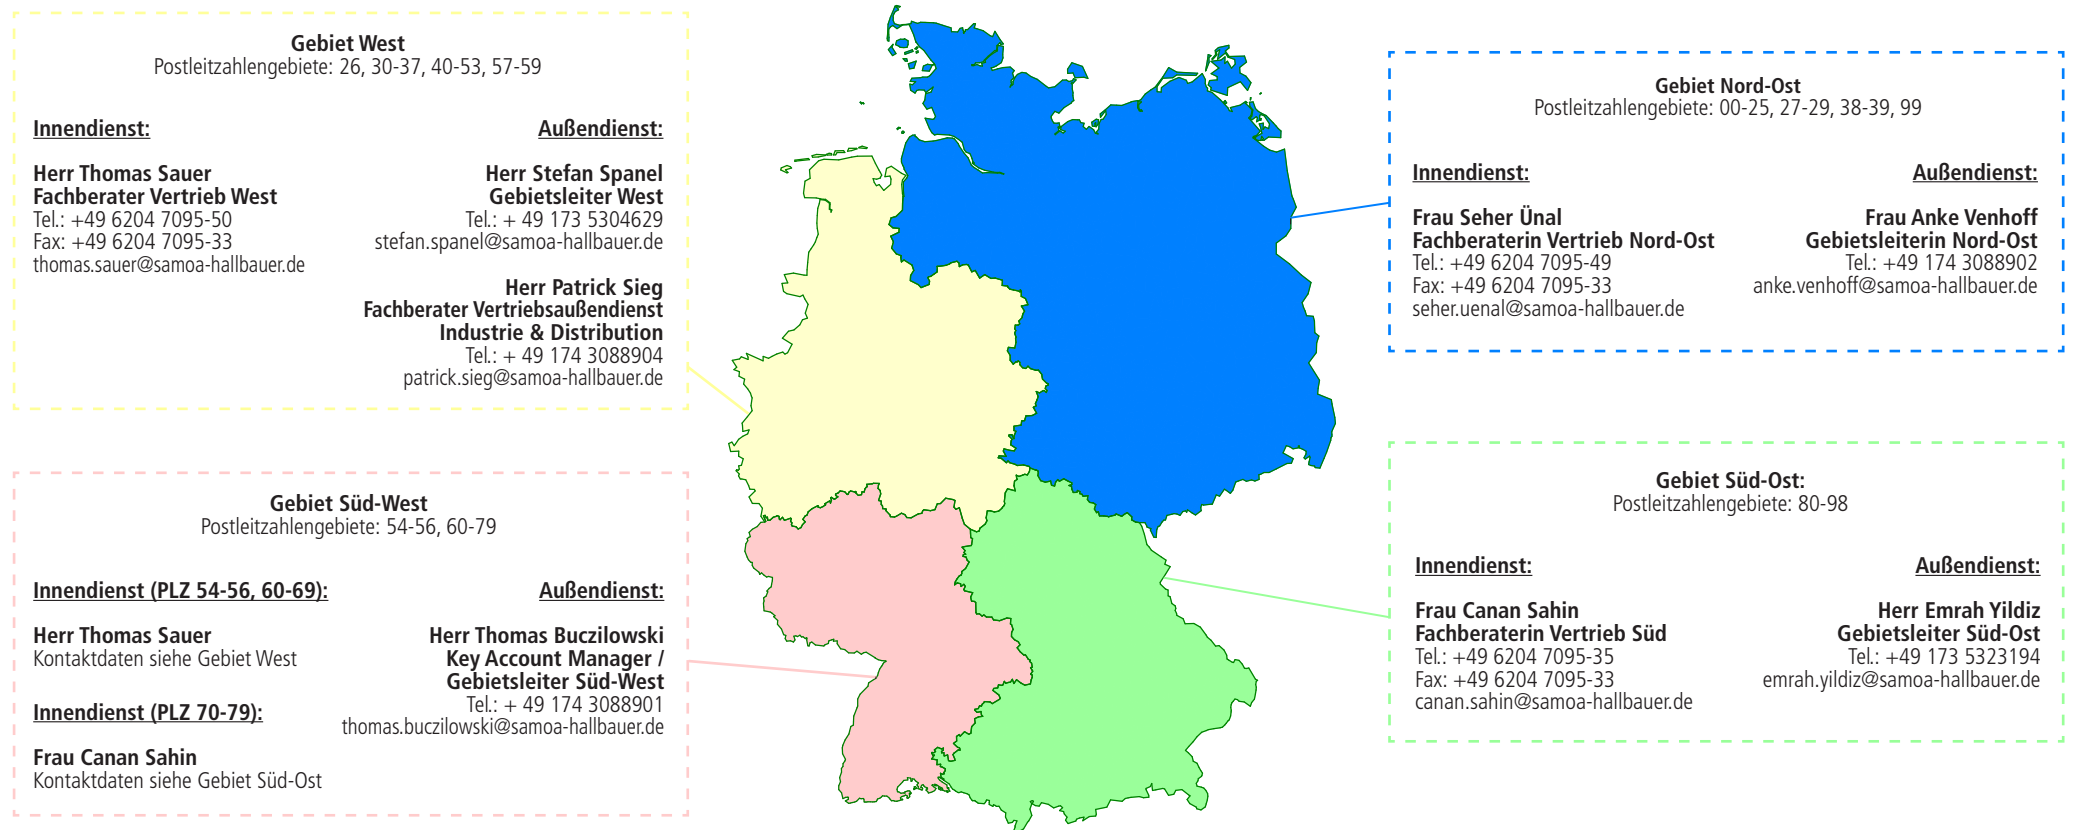 Gebiet West
Postleitzahlengebiete: 26, 30-37, 40-53, 57-59
Innendienst:
Herr Thomas Sauer
Fachberater Vertrieb West
Tel.: +49 6204 7095-50
Fax: +49 6204 7095-33
thomas.sauer@samoa-hallbauer.de
Außendienst:
Herr Stefan Spanel
Gebietsleiter West
Tel.: + 49 173 5304629
stefan.spanel@samoa-hallbauer.de
Herr Patrick Sieg
Fachberater Vertriebsaußendienst
Industrie & Distribution
Tel.: + 49 174 3088904
patrick.sieg@samoa-hallbauer.de
Gebiet Nord-Ost
Postleitzahlengebiete: 00-25, 27-29, 38-39, 99
Innendienst:
Frau Seher Ünal
Fachberaterin Vertrieb Nord-Ost
Tel.: +49 6204 7095-49
Fax: +49 6204 7095-33
seher.uenal@samoa-hallbauer.de
Außendienst:
Frau Anke Venhoff
Gebietsleiterin Nord-Ost
Tel.: +49 174 3088902
anke.venhoff@samoa-hallbauer.de
Gebiet Süd-West
Postleitzahlengebiete: 54-56, 60-79
Innendienst (PLZ 54-56, 60-69):
Herr Thomas Sauer
Kontaktdaten siehe Gebiet West
Innendienst (PLZ 70-79):
Frau Canan Sahin
Kontaktdaten siehe Gebiet Süd-Ost
Außendienst:
Herr Thomas Buczilowski
Key Account Manager /
Gebietsleiter Süd-West
Tel.: + 49 174 3088901
thomas.buczilowski@samoa-hallbauer.de
Gebiet Süd-Ost:
Postleitzahlengebiete: 80-98
Innendienst:
Frau Canan Sahin
Fachberaterin Vertrieb Süd
Tel.: +49 6204 7095-35
Fax: +49 6204 7095-33
canan.sahin@samoa-hallbauer.de
Außendienst:
Herr Emrah Yildiz
Gebietsleiter Süd-Ost
Tel.: +49 173 5323194
emrah.yildiz@samoa-hallbauer.de